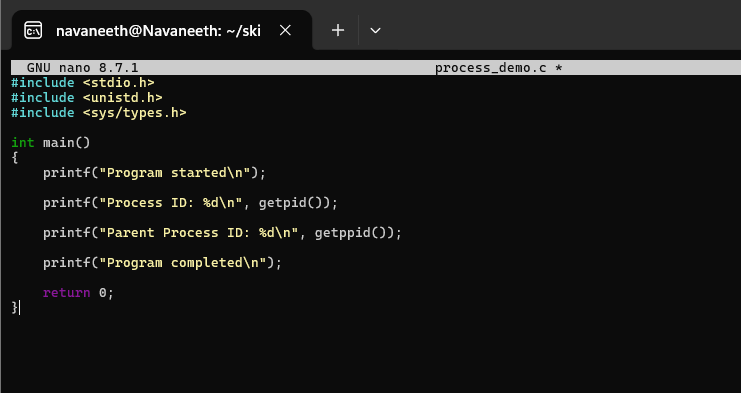 navaneeth@Navaneeth: ~/ski
GNU nano 8.7.1 process_demo.c *
#include <stdio.h>
#include <unistd.h>
#include <sys/types.h>

int main()
{
    printf("Program started\n");

    printf("Process ID: %d\n", getpid());

    printf("Parent Process ID: %d\n", getppid());

    printf("Program completed\n");

    return 0;
}